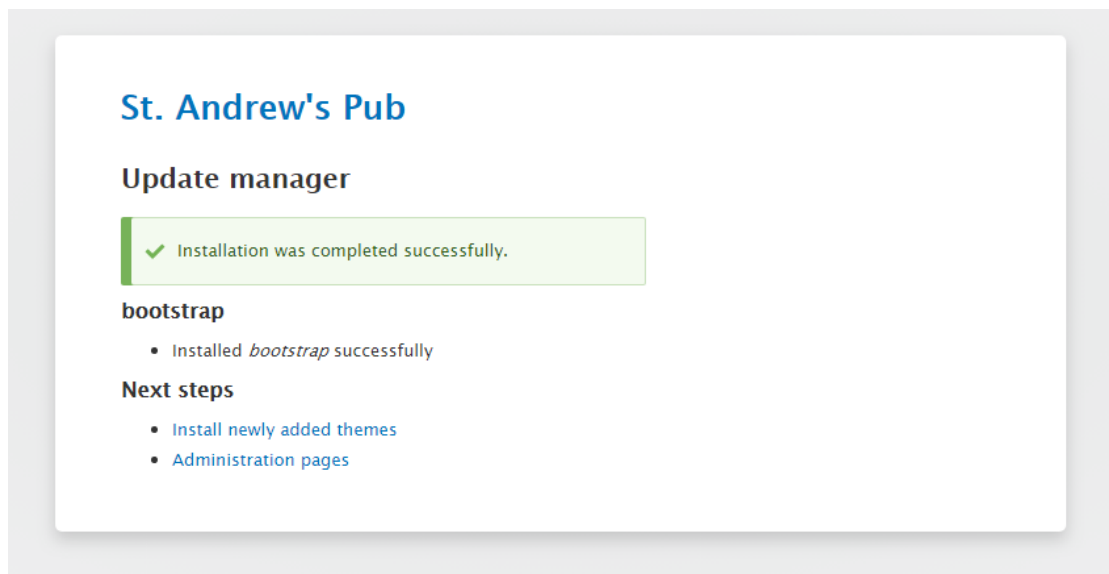 St. Andrew's Pub
Update manager
Installation was completed successfully.
bootstrap
Installed bootstrap successfully
Next steps
Install newly added themes
Administration pages